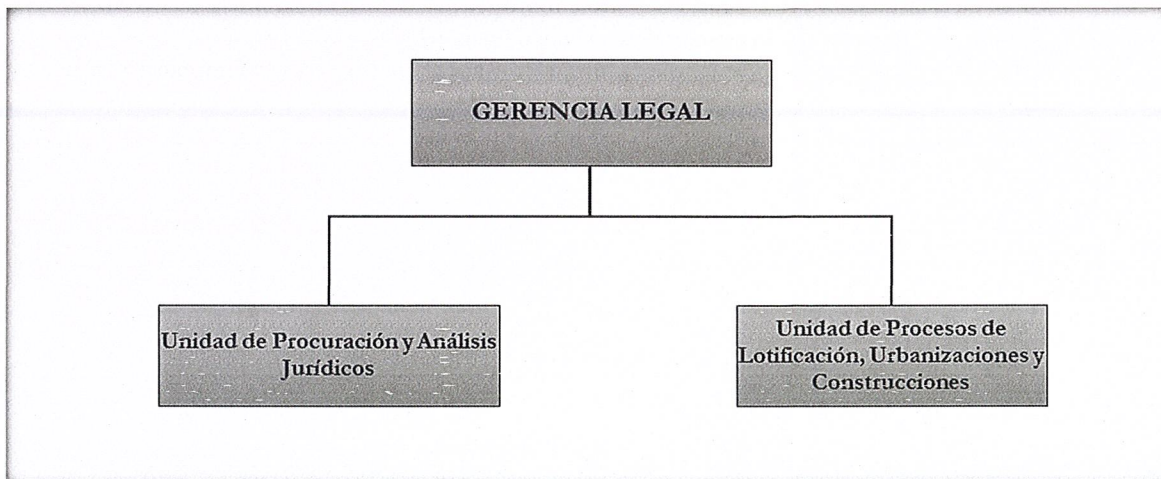 GERENCIA LEGAL
Unidad de Procuración y Análisis
Jurídicos
Unidad de Procesos de
Lotificación, Urbanizaciones y
Construcciones